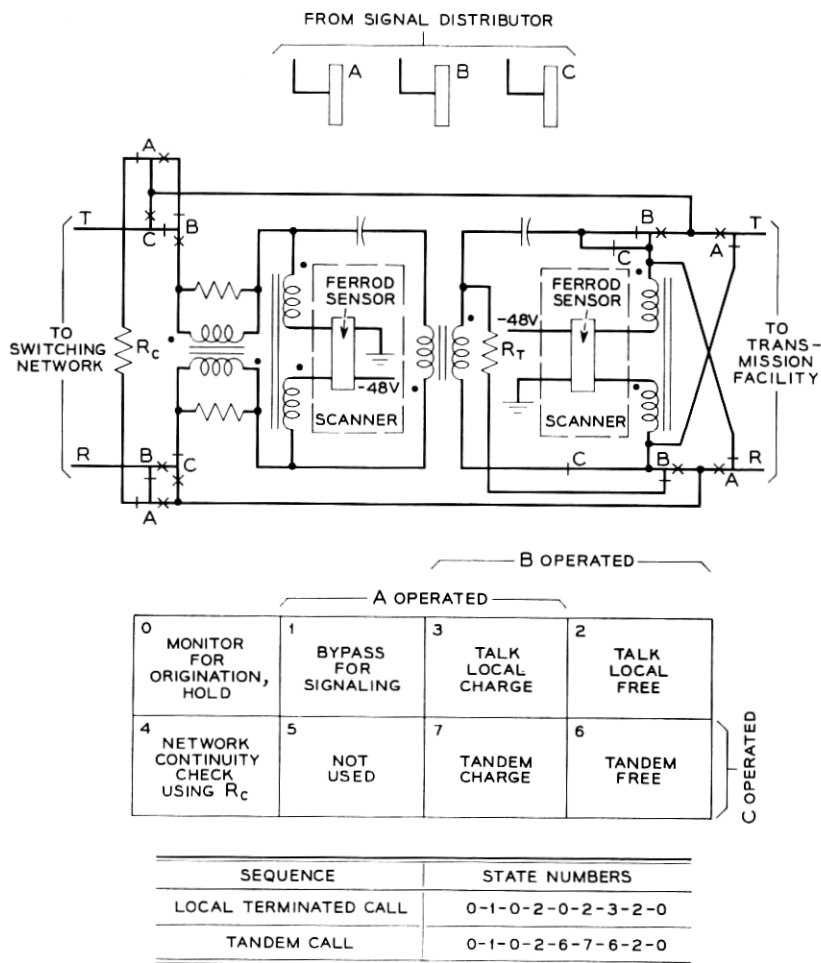 FROM SIGNAL DISTRIBUTOR
A
B
C
A
T
B
C
TO
SWITCHING
NETWORK
RC
FERROD
SENSOR
-48V
SCANNER
R
B
C
A
B
T
A
C
FERROD
SENSOR
-48V
RT
SCANNER
TO
TRANS-
MISSION
FACILITY
C
B
R
A
B OPERATED
A OPERATED
0
MONITOR
FOR
ORIGINATION,
HOLD
1
BYPASS
FOR
SIGNALING
3
TALK
LOCAL
CHARGE
2
TALK
LOCAL
FREE
4
NETWORK
CONTINUITY
CHECK
USING RC
5
NOT
USED
7
TANDEM
CHARGE
6
TANDEM
FREE
C OPERATED
SEQUENCE STATE NUMBERS
LOCAL TERMINATED CALL 0-1-0-2-0-2-3-2-0
TANDEM CALL 0-1-0-2-6-7-6-2-0